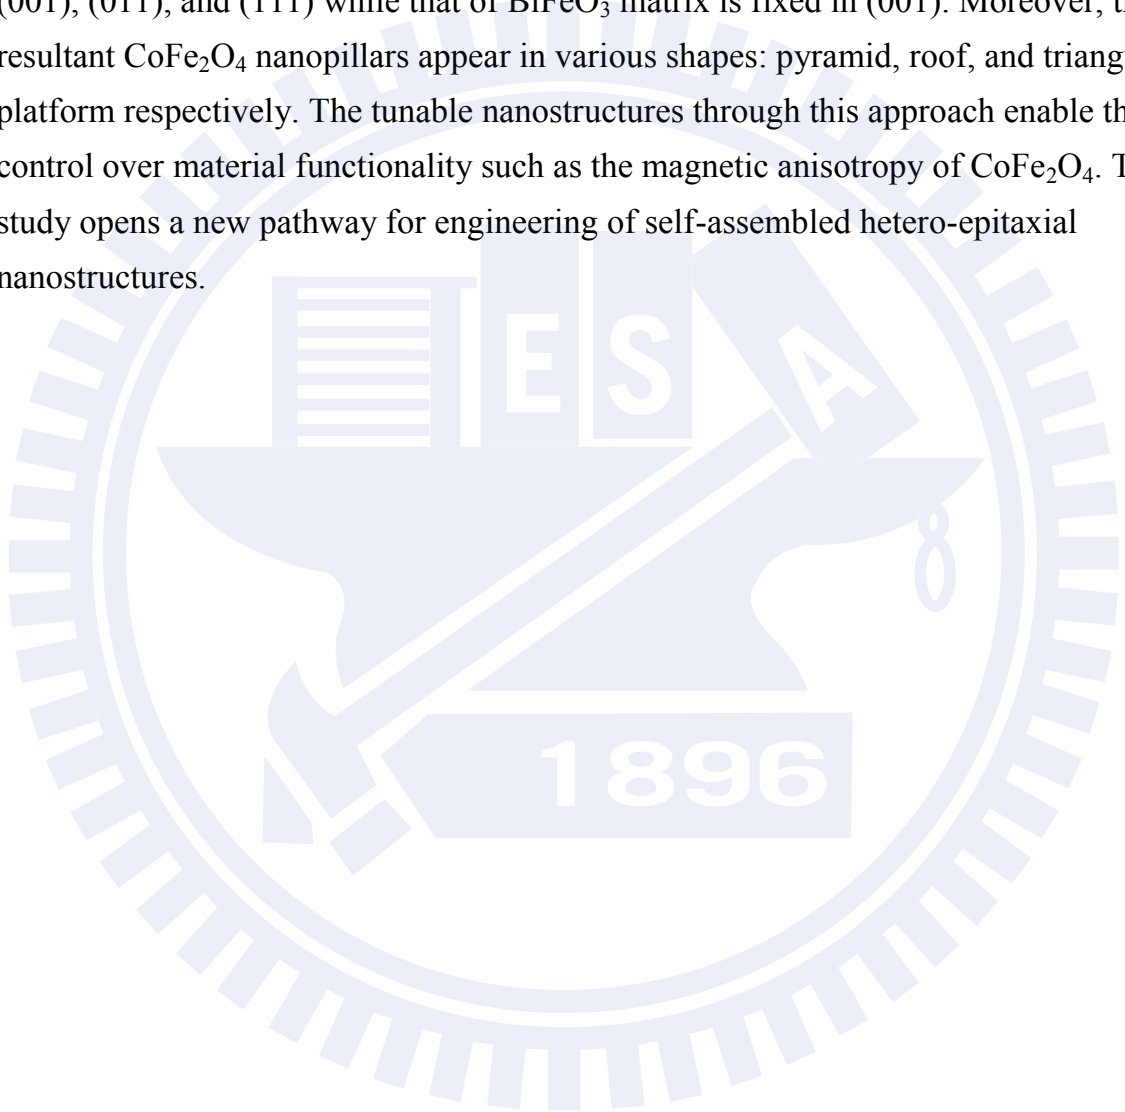 (001), (011), and (111) while that of BiFeO₃ matrix is fixed in (001). Moreover,
resultant CoFe₂O₄ nanopillars appear in various shapes: pyramid, roof, and
platform respectively. The tunable nanostructures through this approach enable
control over material functionality such as the magnetic anisotropy of CoFe₂O₄.
study opens a new pathway for engineering of self-assembled hetero-epitaxial
nanostructures.
E S A
1896